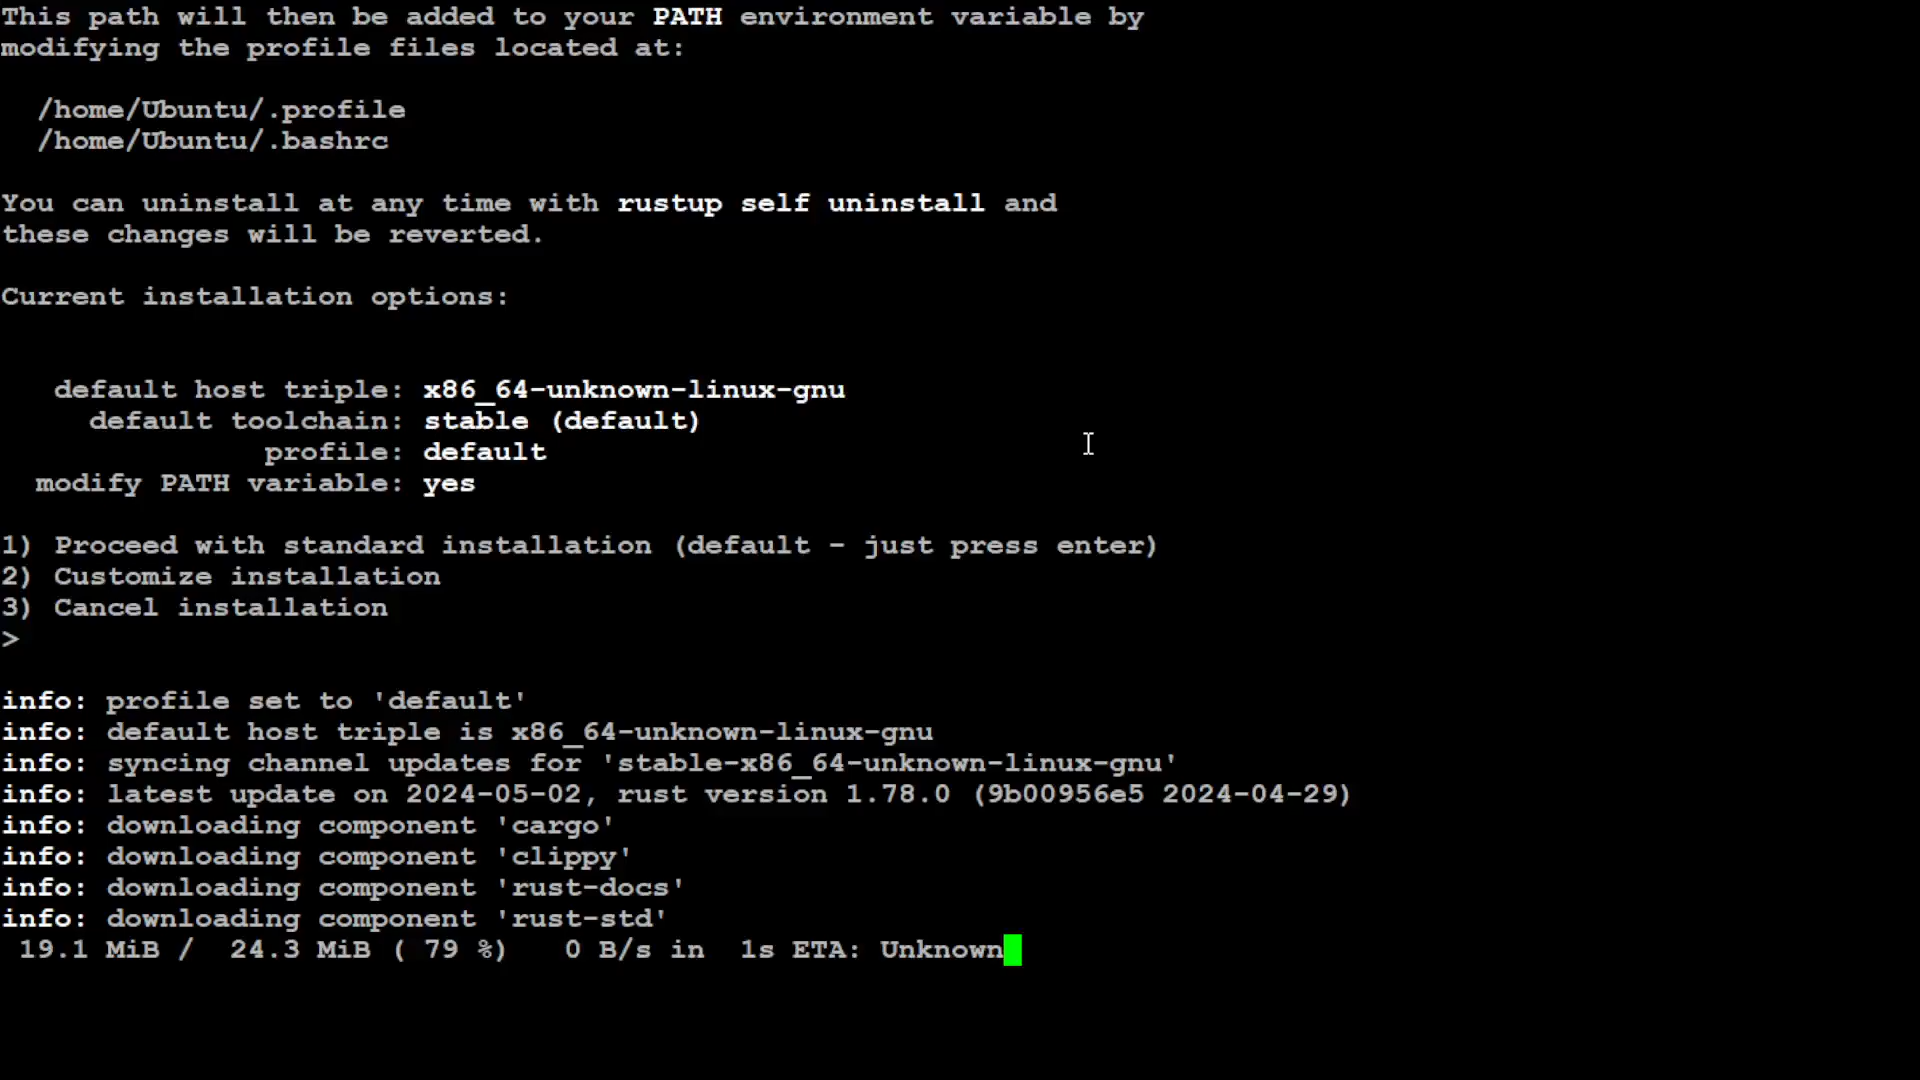 This path will then be added to your PATH environment variable by
modifying the profile files located at:
/home/Ubuntu/.profile
/home/Ubuntu/.bashrc
You can uninstall at any time with rustup self uninstall and
these changes will be reverted.
Current installation options:
default host triple: x86_64-unknown-linux-gnu
default toolchain: stable (default)
profile: default
modify PATH variable: yes
1) Proceed with standard installation (default - just press enter)
2) Customize installation
3) Cancel installation
>
info: profile set to 'default'
info: default host triple is x86_64-unknown-linux-gnu
info: syncing channel updates for 'stable-x86_64-unknown-linux-gnu'
info: latest update on 2024-05-02, rust version 1.78.0 (9b00956e5 2024-04-29)
info: downloading component 'cargo'
info: downloading component 'clippy'
info: downloading component 'rust-docs'
info: downloading component 'rust-std'
19.1 MiB /  24.3 MiB ( 79 %)   0 B/s in  1s ETA: Unknown